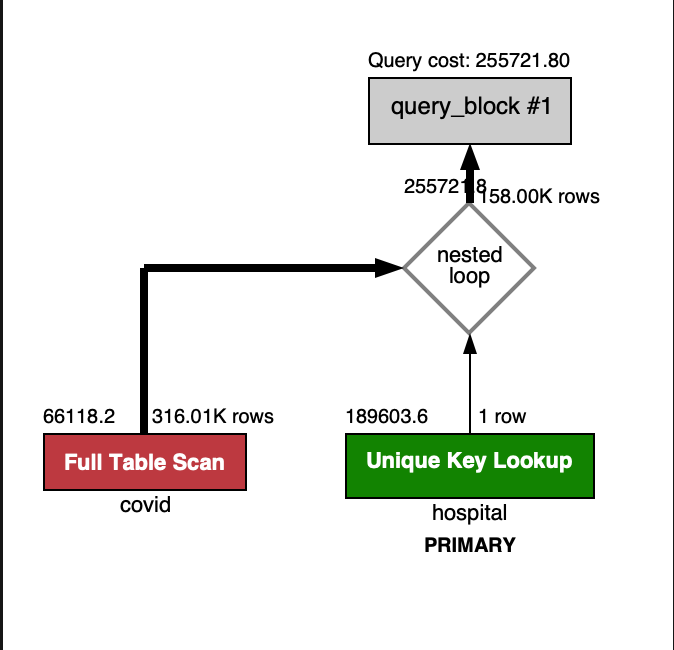 Query cost: 255721.80
query_block #1
255721.8
158.00K rows
nested
loop
66118.2
316.01K rows
189603.6
1 row
Full Table Scan
Unique Key Lookup
covid
hospital
PRIMARY